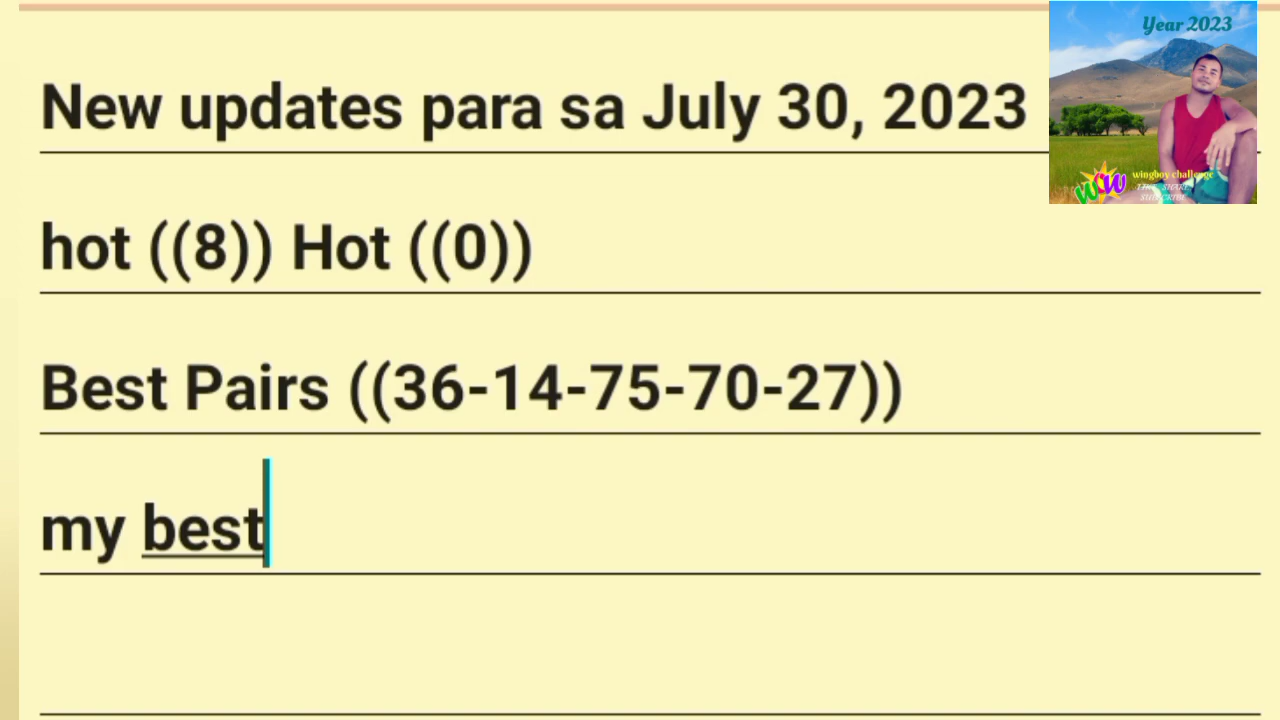 New updates para sa July 30, 2023
Year 2023
wingboy challenge
hot ((8)) Hot ((0))
Best Pairs ((36-14-75-70-27))
my best